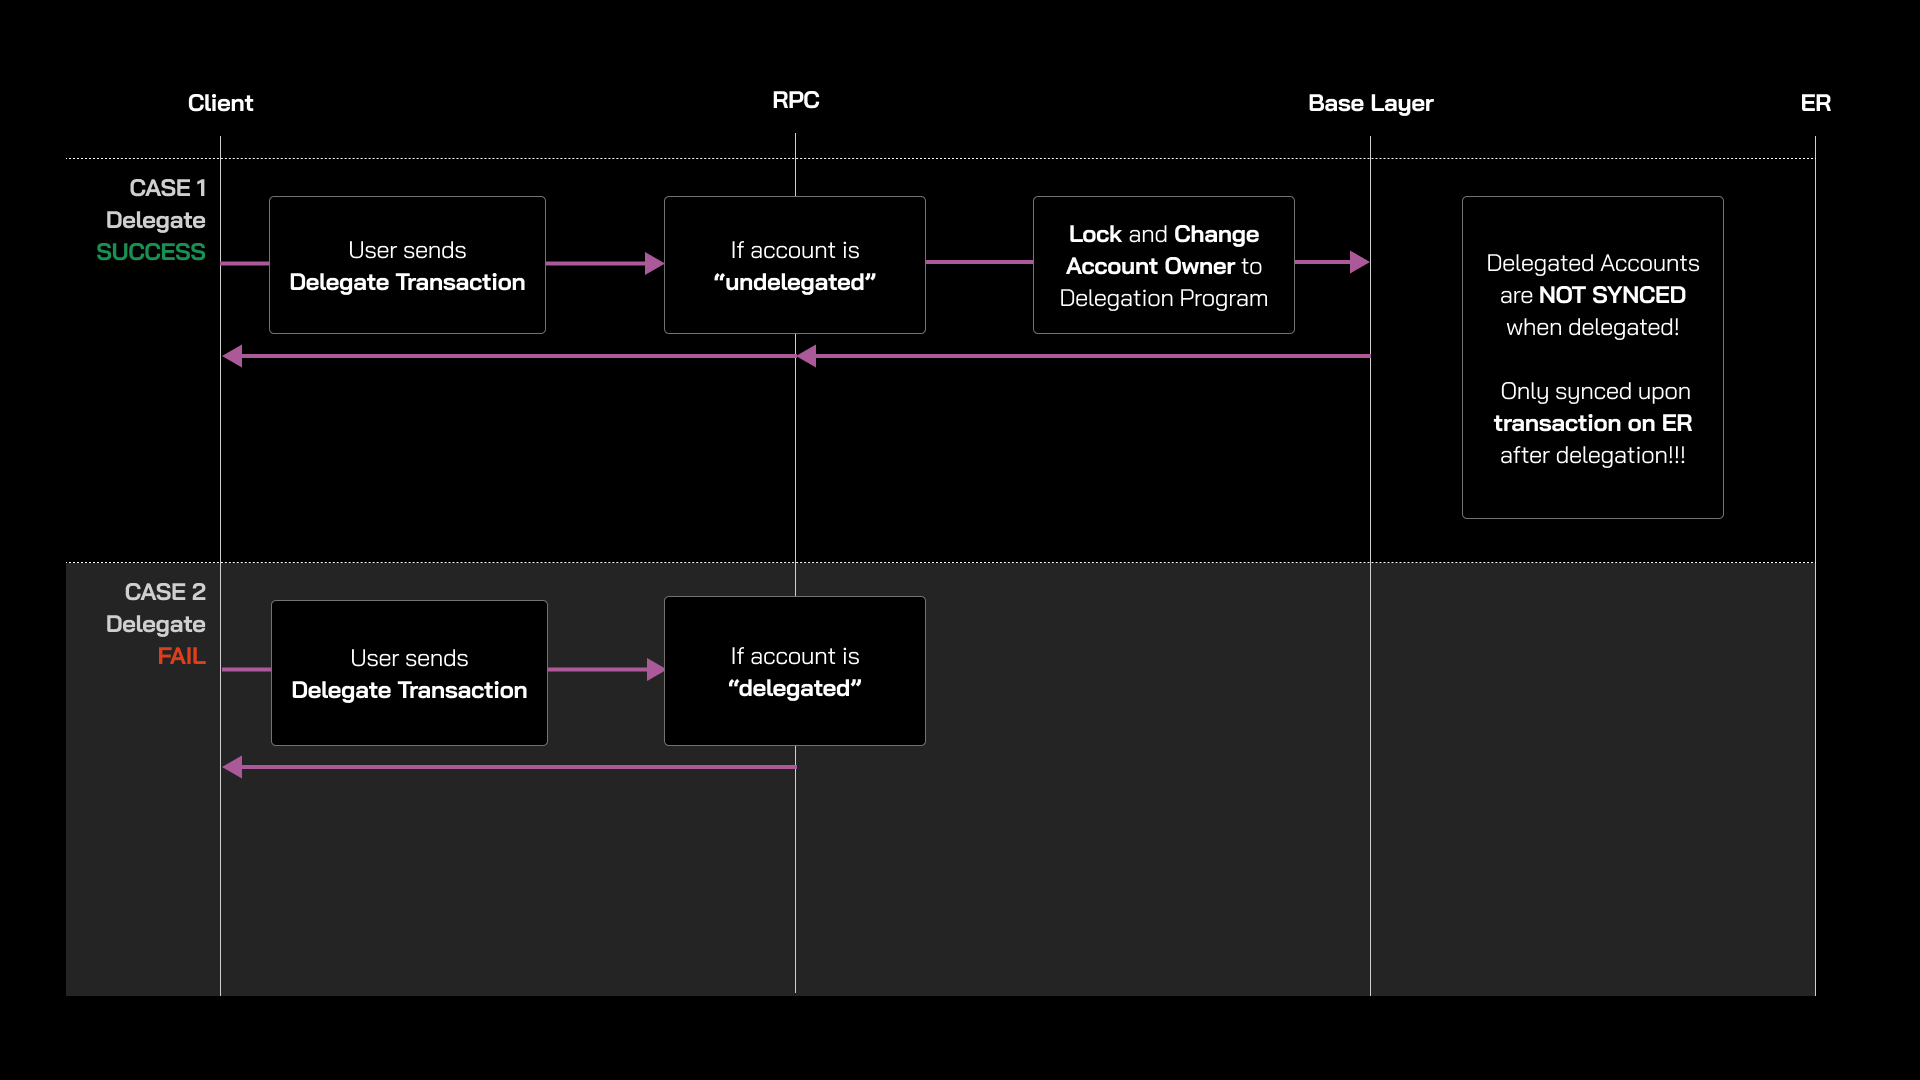 Client
RPC
Base Layer
ER
CASE 1
Delegate
SUCCESS
User sends
Delegate Transaction
If account is
“undelegated”
Lock and Change
Account Owner to
Delegation Program
Delegated Accounts
are NOT SYNCED
when delegated!
Only synced upon
transaction on ER
after delegation!!!
CASE 2
Delegate
FAIL
User sends
Delegate Transaction
If account is
“delegated”